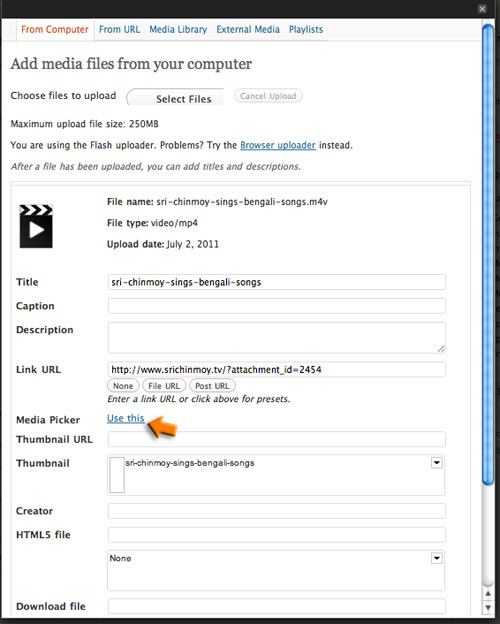 From Computer From URL Media Library External Media Playlists
Add media files from your computer
Choose files to upload Select Files Cancel Upload
Maximum upload file size: 250MB
You are using the Flash uploader. Problems? Try the Browser uploader instead.
After a file has been uploaded, you can add titles and descriptions.
File name: sri-chinmoy-sings-bengali-songs.m4v
File type: video/mp4
Upload date: July 2, 2011
Title sri-chinmoy-sings-bengali-songs
Caption
Description
Link URL http://www.srichinmoy.tv/?attachment_id=2454
None File URL Post URL
Enter a link URL or click above for presets.
Media Picker Use this
Thumbnail URL
Thumbnail sri-chinmoy-sings-bengali-songs
Creator
HTML5 file
None
Download file